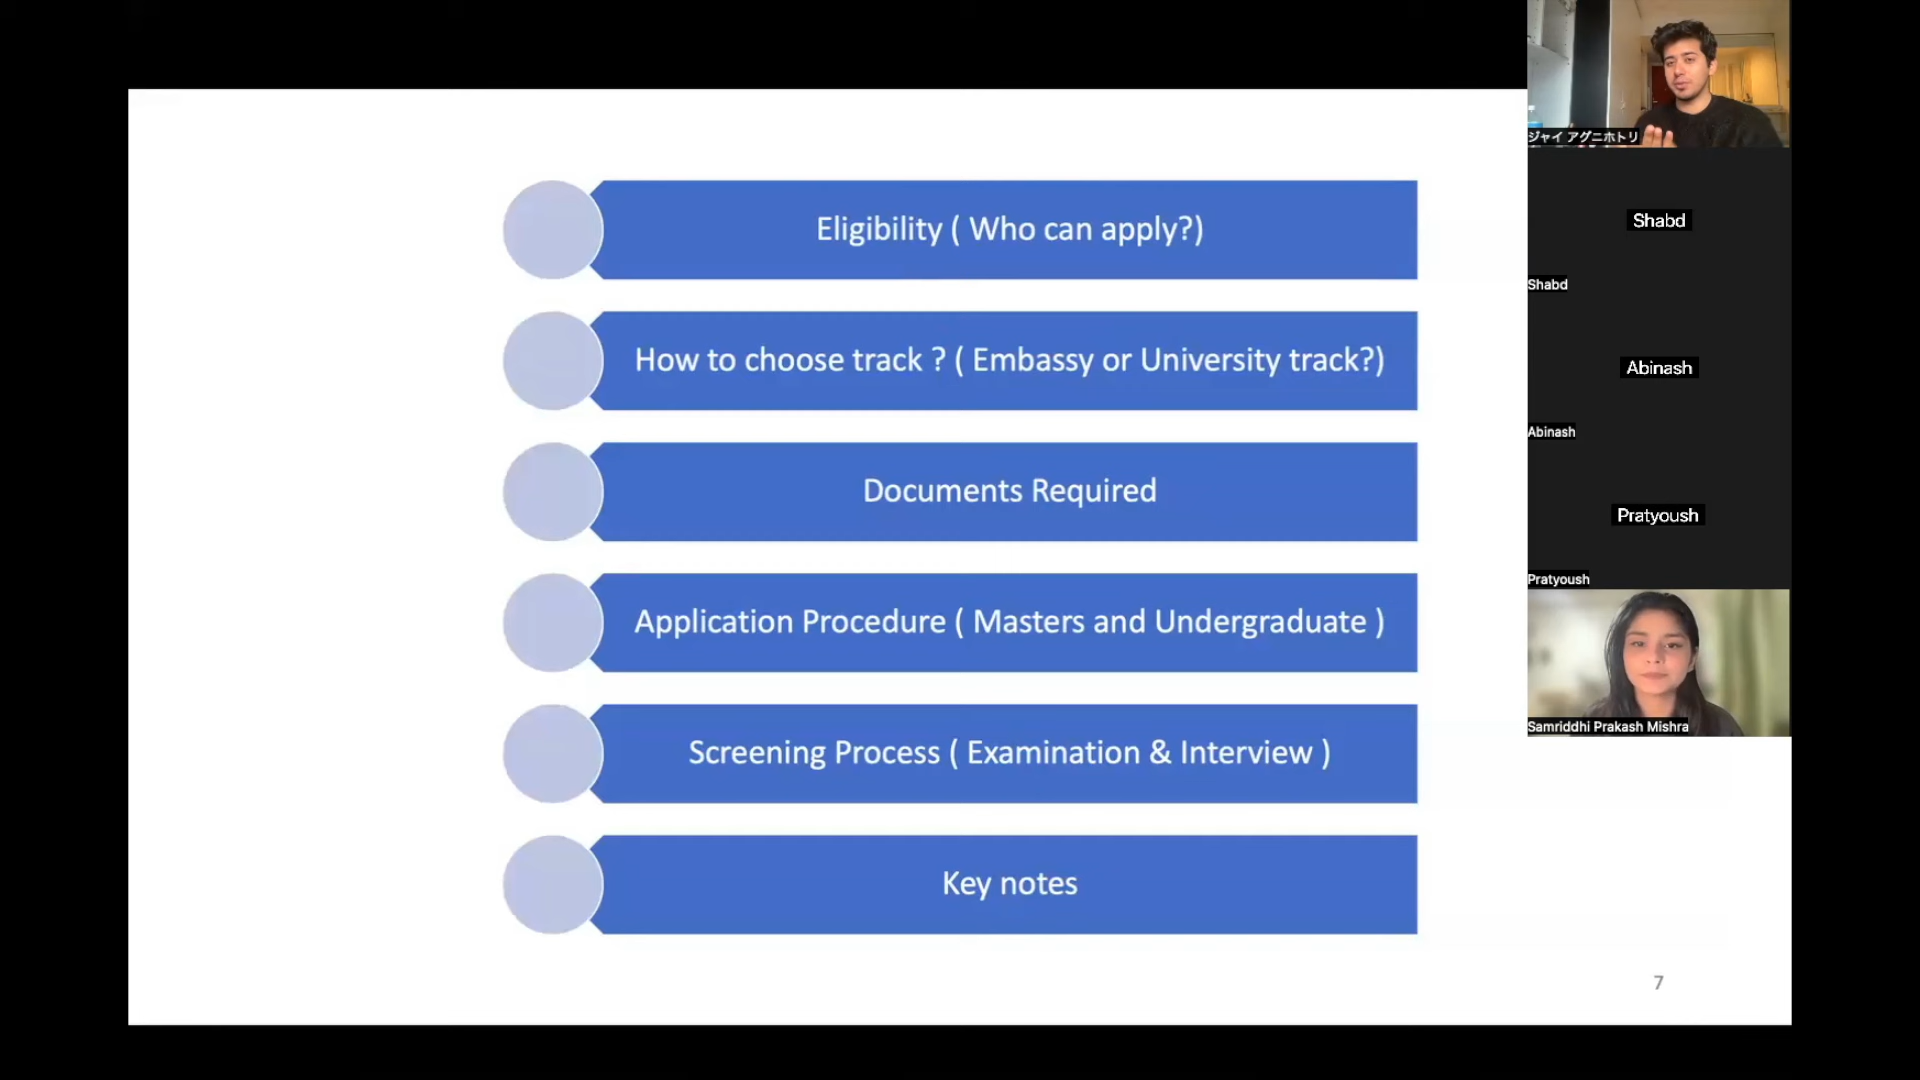 Eligibility ( Who can apply?)
How to choose track ? ( Embassy or University track?)
Documents Required
Application Procedure ( Masters and Undergraduate )
Screening Process ( Examination & Interview )
Key notes
7
ジャイ アグニホトリ
Shabd
Shabd
Abinash
Abinash
Pratyoush
Pratyoush
Samriddhi Prakash Mishra